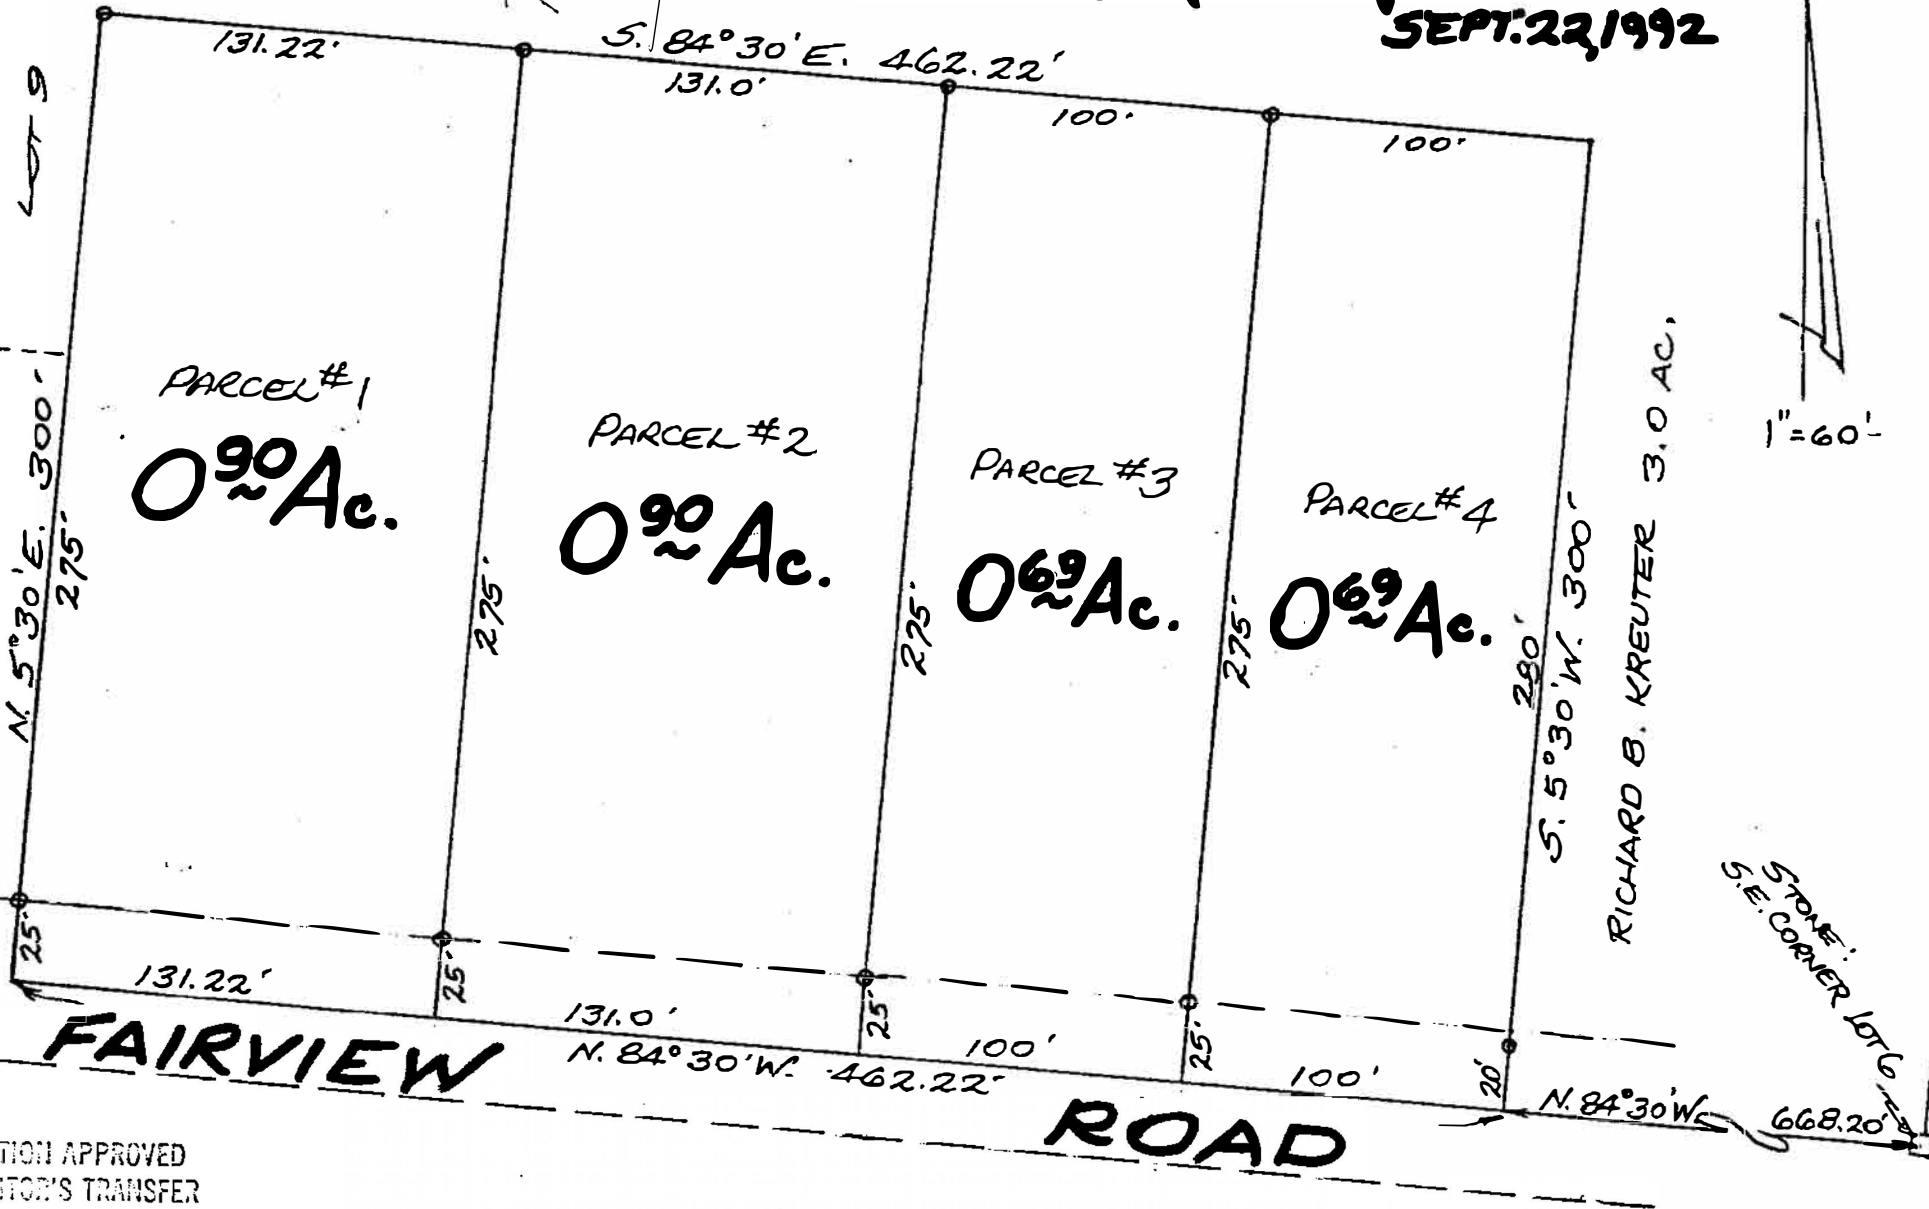 SEPT. 22, 1992
131.22'
S. 84° 30' E. 462.22'
131.0'
100'
100'
LOT 9
N. 5° 30' E. 300'
275'
PARCEL #1
0 90 Ac.
275'
PARCEL #2
0 90 Ac.
275'
PARCEL #3
0 69 Ac.
275'
PARCEL #4
0 69 Ac.
280'
S. 5° 30' W. 300'
RICHARD B. KREUTER 3.0 AC.
1"=60'
STONE:
S.E. CORNER LOT 6
25'
25'
25'
25'
20'
131.22'
131.0'
100'
100'
N. 84° 30' W. 462.22'
N. 84° 30' W.
668.20'
FAIRVIEW ROAD
TION APPROVED
ITOR'S TRANSFER